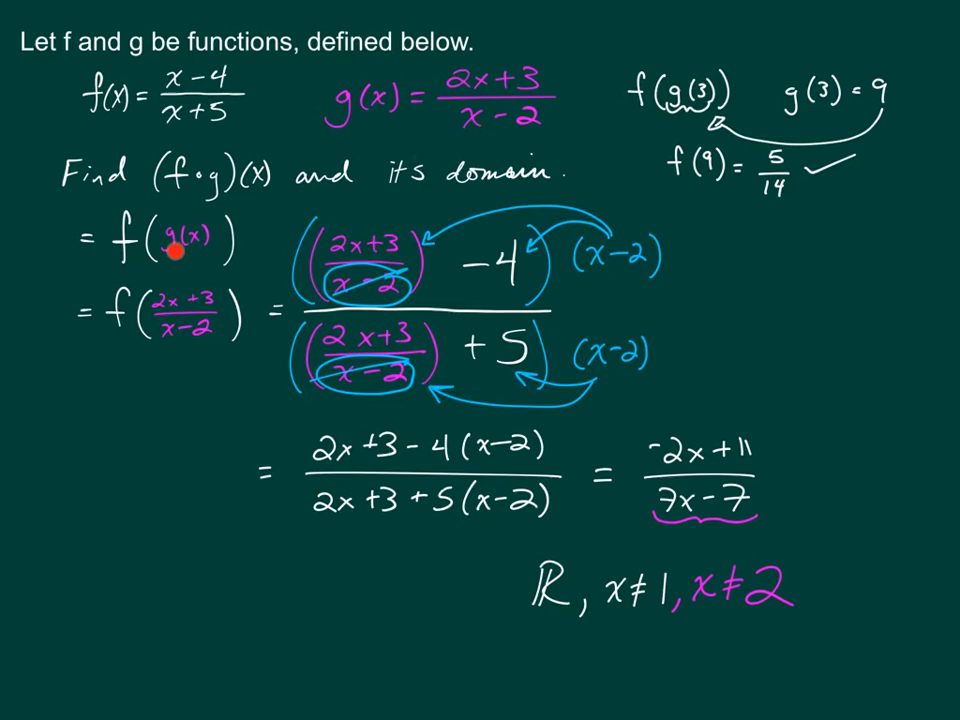 Let f and g be functions, defined below.
f(x) = (x − 4)/(x + 5)   g(x) = (2x + 3)/(x − 2)   f(g(3))   g(3) = 9
f(9) = 5/14 ✓
Find (f∘g)(x) and its domain.
= f(g(x))
= f((2x + 3)/(x − 2)) = (((2x + 3)/(x − 2)) − 4)(x − 2) / (((2x + 3)/(x − 2)) + 5)(x − 2)
= (2x + 3 − 4(x − 2))/(2x + 3 + 5(x − 2)) = (−2x + 11)/(7x − 7)
ℝ, x ≠ 1, x ≠ 2